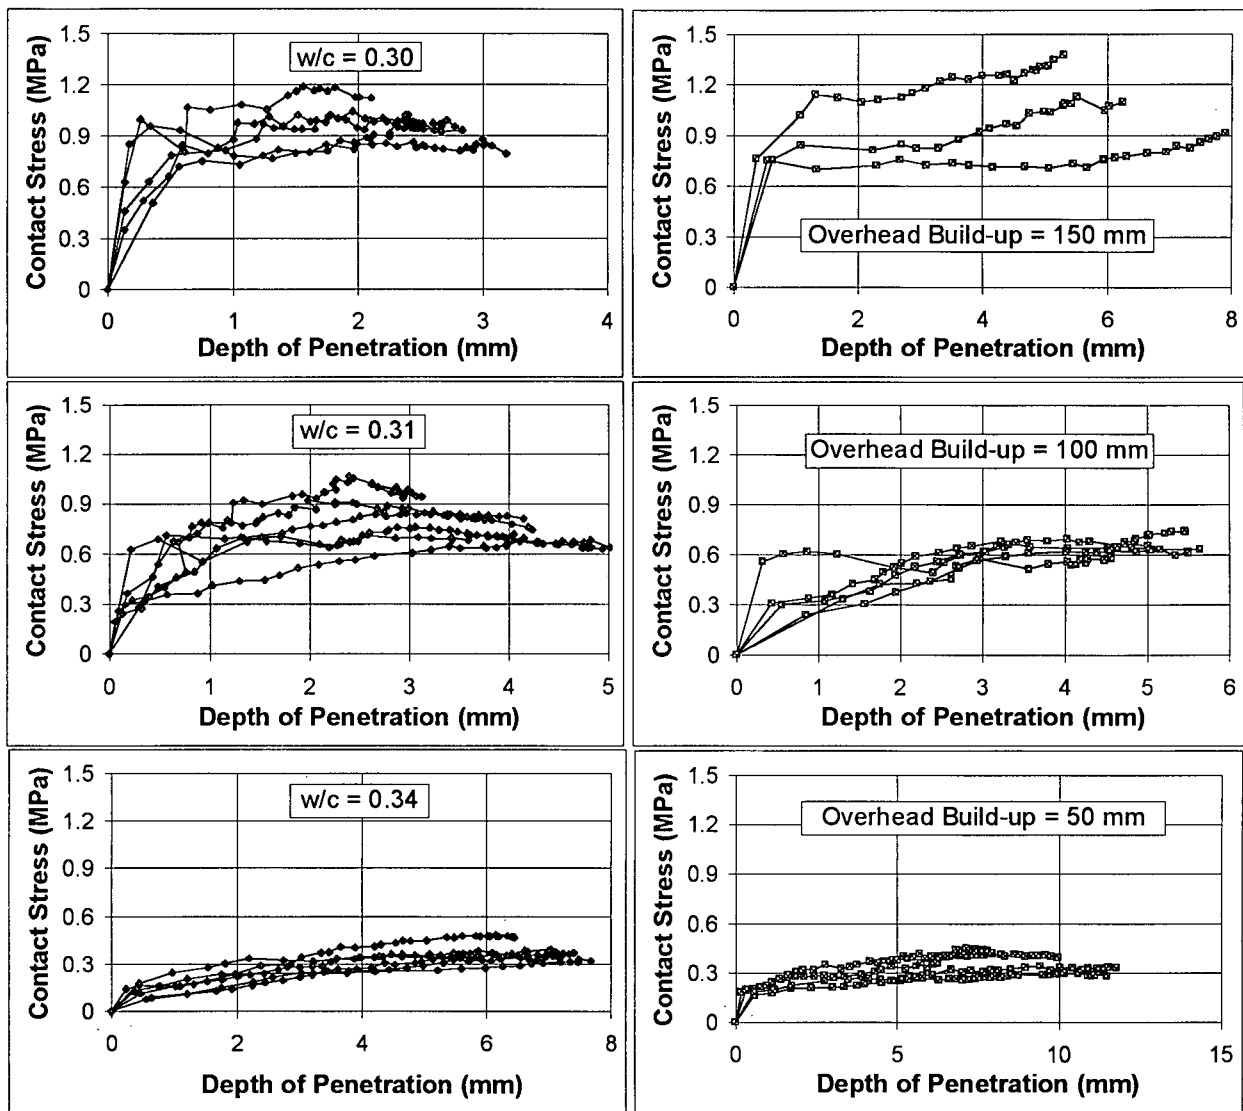 1.5
1.2
0.9
0.6
0.3
0
Contact Stress (MPa)
w/c = 0.30
0 1 2 3 4
Depth of Penetration (mm)
1.5
1.2
0.9
0.6
0.3
0
Contact Stress (MPa)
Overhead Build-up = 150 mm
0 2 4 6 8
Depth of Penetration (mm)
1.5
1.2
0.9
0.6
0.3
0
Contact Stress (MPa)
w/c = 0.31
0 1 2 3 4 5
Depth of Penetration (mm)
1.5
1.2
0.9
0.6
0.3
0
Contact Stress (MPa)
Overhead Build-up = 100 mm
0 1 2 3 4 5 6
Depth of Penetration (mm)
1.5
1.2
0.9
0.6
0.3
0
Contact Stress (MPa)
w/c = 0.34
0 2 4 6 8
Depth of Penetration (mm)
1.5
1.2
0.9
0.6
0.3
0
Contact Stress (MPa)
Overhead Build-up = 50 mm
0 5 10 15
Depth of Penetration (mm)